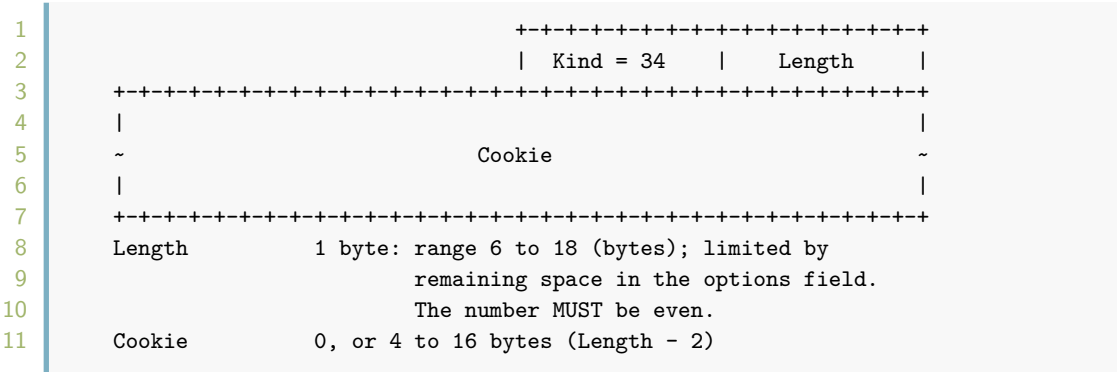 1                                       +-+-+-+-+-+-+-+-+-+-+-+-+-+-+-+-+
2                                       |  Kind = 34    |    Length     |
3       +-+-+-+-+-+-+-+-+-+-+-+-+-+-+-+-+-+-+-+-+-+-+-+-+-+-+-+-+-+-+-+-+
4       |                                                               |
5       ~                            Cookie                             ~
6       |                                                               |
7       +-+-+-+-+-+-+-+-+-+-+-+-+-+-+-+-+-+-+-+-+-+-+-+-+-+-+-+-+-+-+-+-+
8       Length          1 byte: range 6 to 18 (bytes); limited by
9                               remaining space in the options field.
10                              The number MUST be even.
11      Cookie          0, or 4 to 16 bytes (Length - 2)